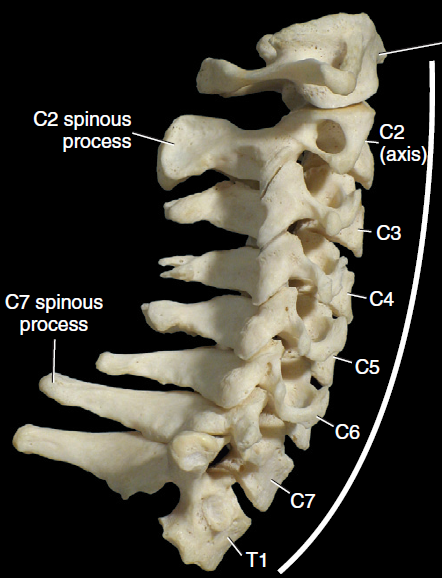 C2 spinous
process
C2
(axis)
C3
C7 spinous
process
C4
C5
C6
C7
T1